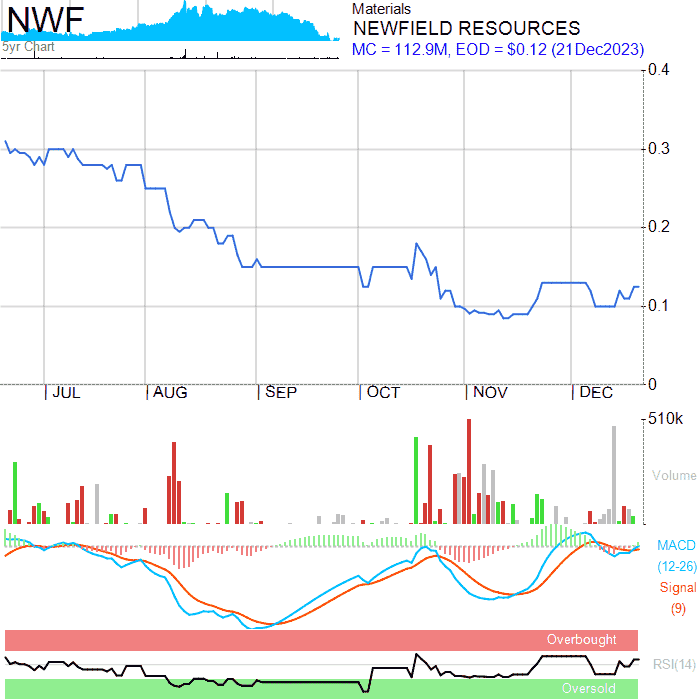 NWF
5yr Chart
Materials
NEWFIELD RESOURCES
MC = 112.9M, EOD = $0.12 (21Dec2023)
0.4
0.3
0.2
0.1
0
JUL AUG SEP OCT NOV DEC
510k
Volume
MACD
(12-26)
Signal
(9)
Overbought
RSI(14)
Oversold